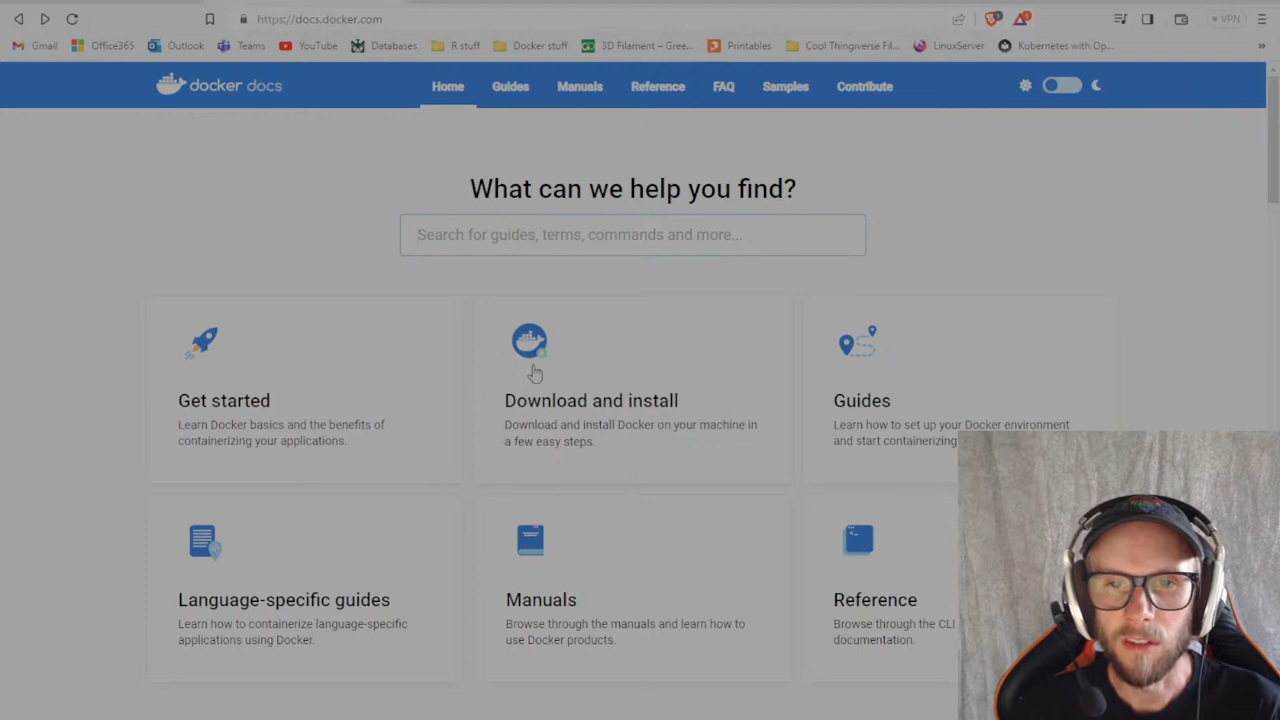 https://docs.docker.com
1
1
VPN
Gmail
Office365
Outlook
Teams
YouTube
Databases
R stuff
Docker stuff
3D Filament – Gree...
Printables
Cool Thingiverse Fil...
LinuxServer
Kubernetes with Op...
»
docker docs
Home
Guides
Manuals
Reference
FAQ
Samples
Contribute
What can we help you find?
Search for guides, terms, commands and more...
Get started
Learn Docker basics and the benefits of
containerizing your applications.
Download and install
Download and install Docker on your machine in
a few easy steps.
Guides
Learn how to set up your Docker environment
and start containerizing
Language-specific guides
Learn how to containerize language-specific
applications using Docker.
Manuals
Browse through the manuals and learn how to
use Docker products.
Reference
Browse through the CLI
documentation.